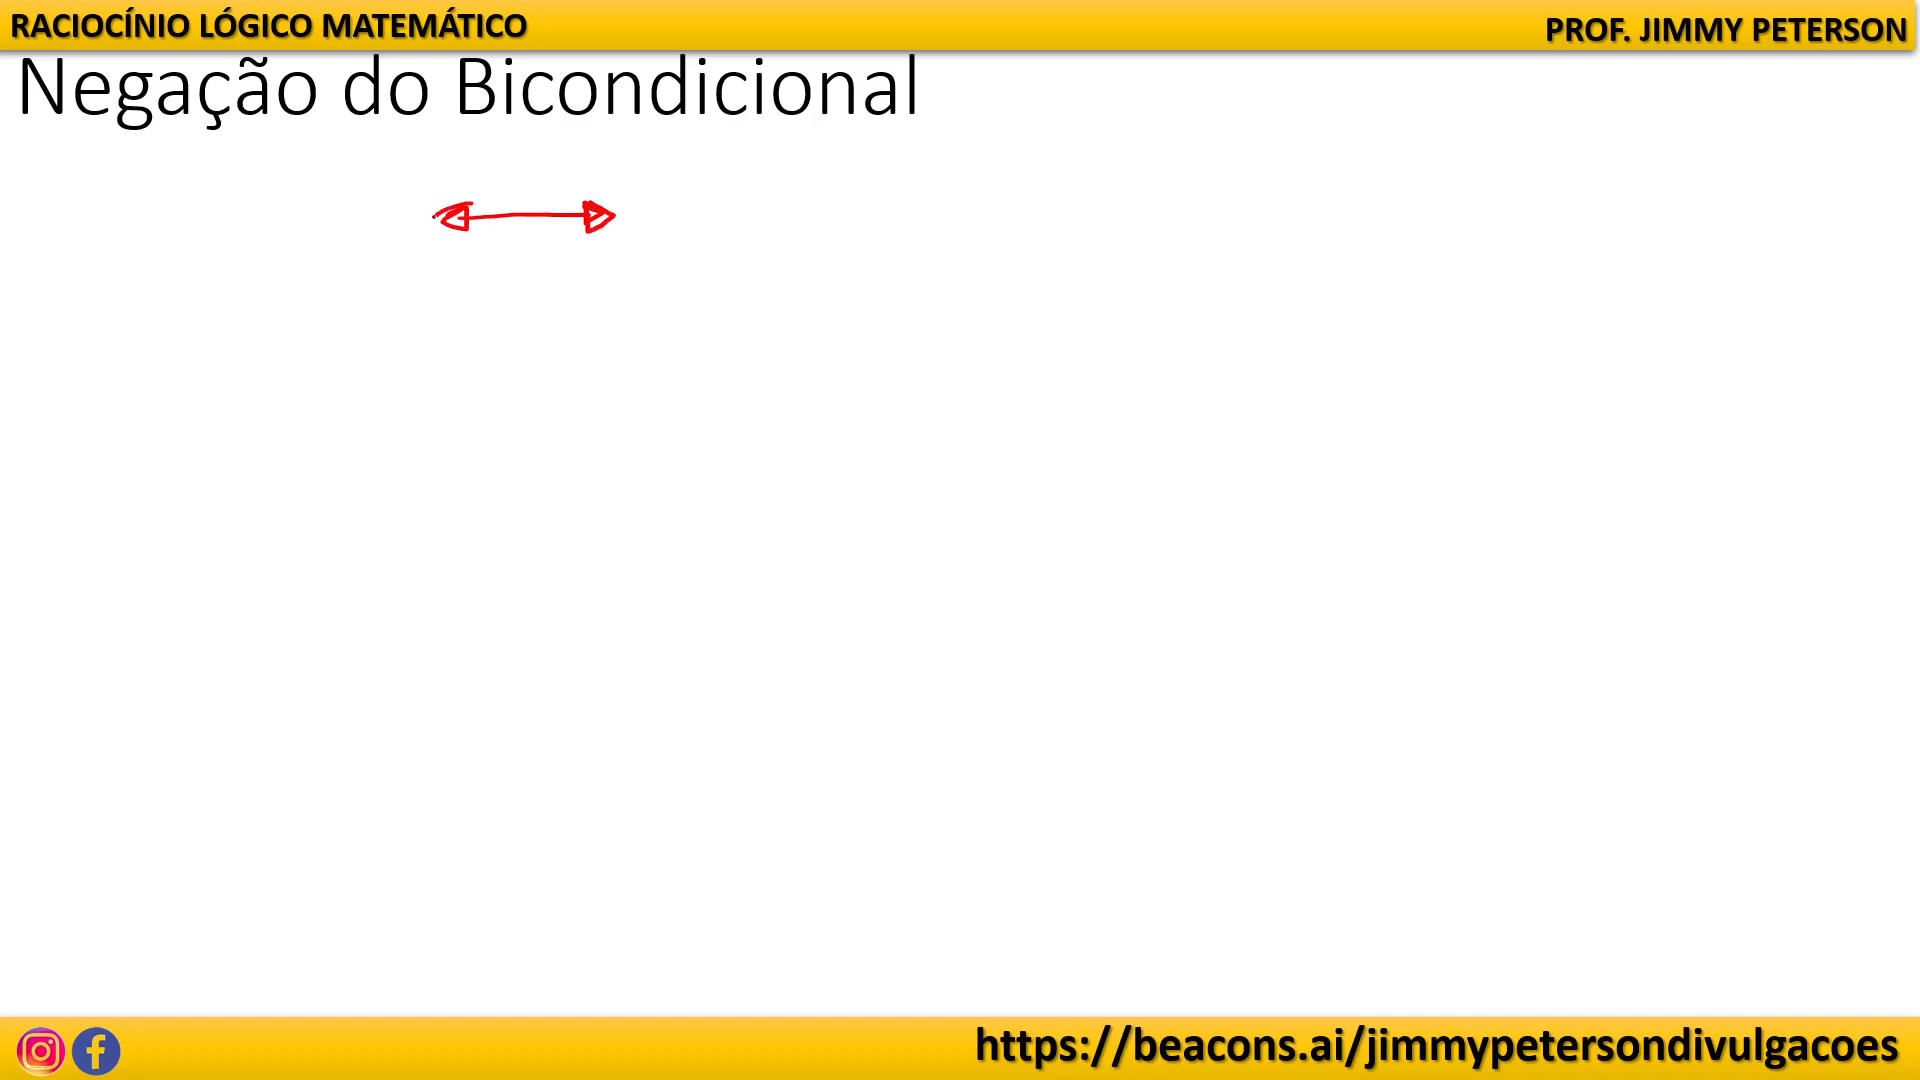 RACIOCÍNIO LÓGICO MATEMÁTICO
PROF. JIMMY PETERSON
Negação do Bicondicional
https://beacons.ai/jimmypetersondivulgacoes